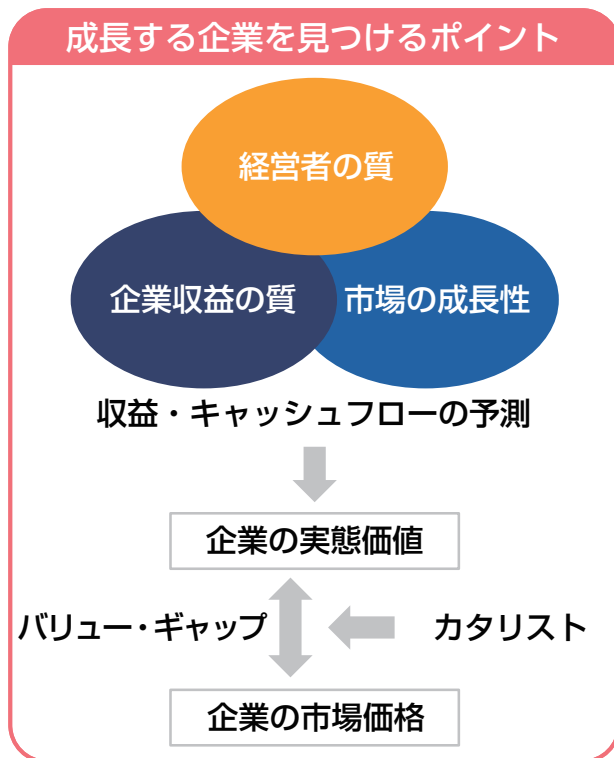 成長する企業を見つけるポイント
経営者の質
企業収益の質
市場の成長性
収益・キャッシュフローの予測
企業の実態価値
バリュー・ギャップ
カタリスト
企業の市場価格